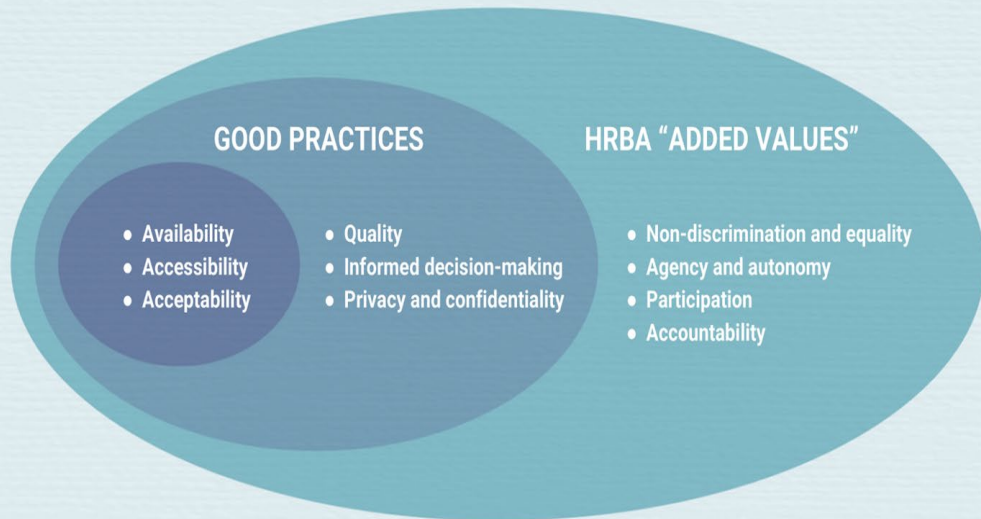 GOOD PRACTICES
• Availability
• Accessibility
• Acceptability
• Quality
• Informed decision-making
• Privacy and confidentiality
HRBA “ADDED VALUES”
• Non-discrimination and equality
• Agency and autonomy
• Participation
• Accountability